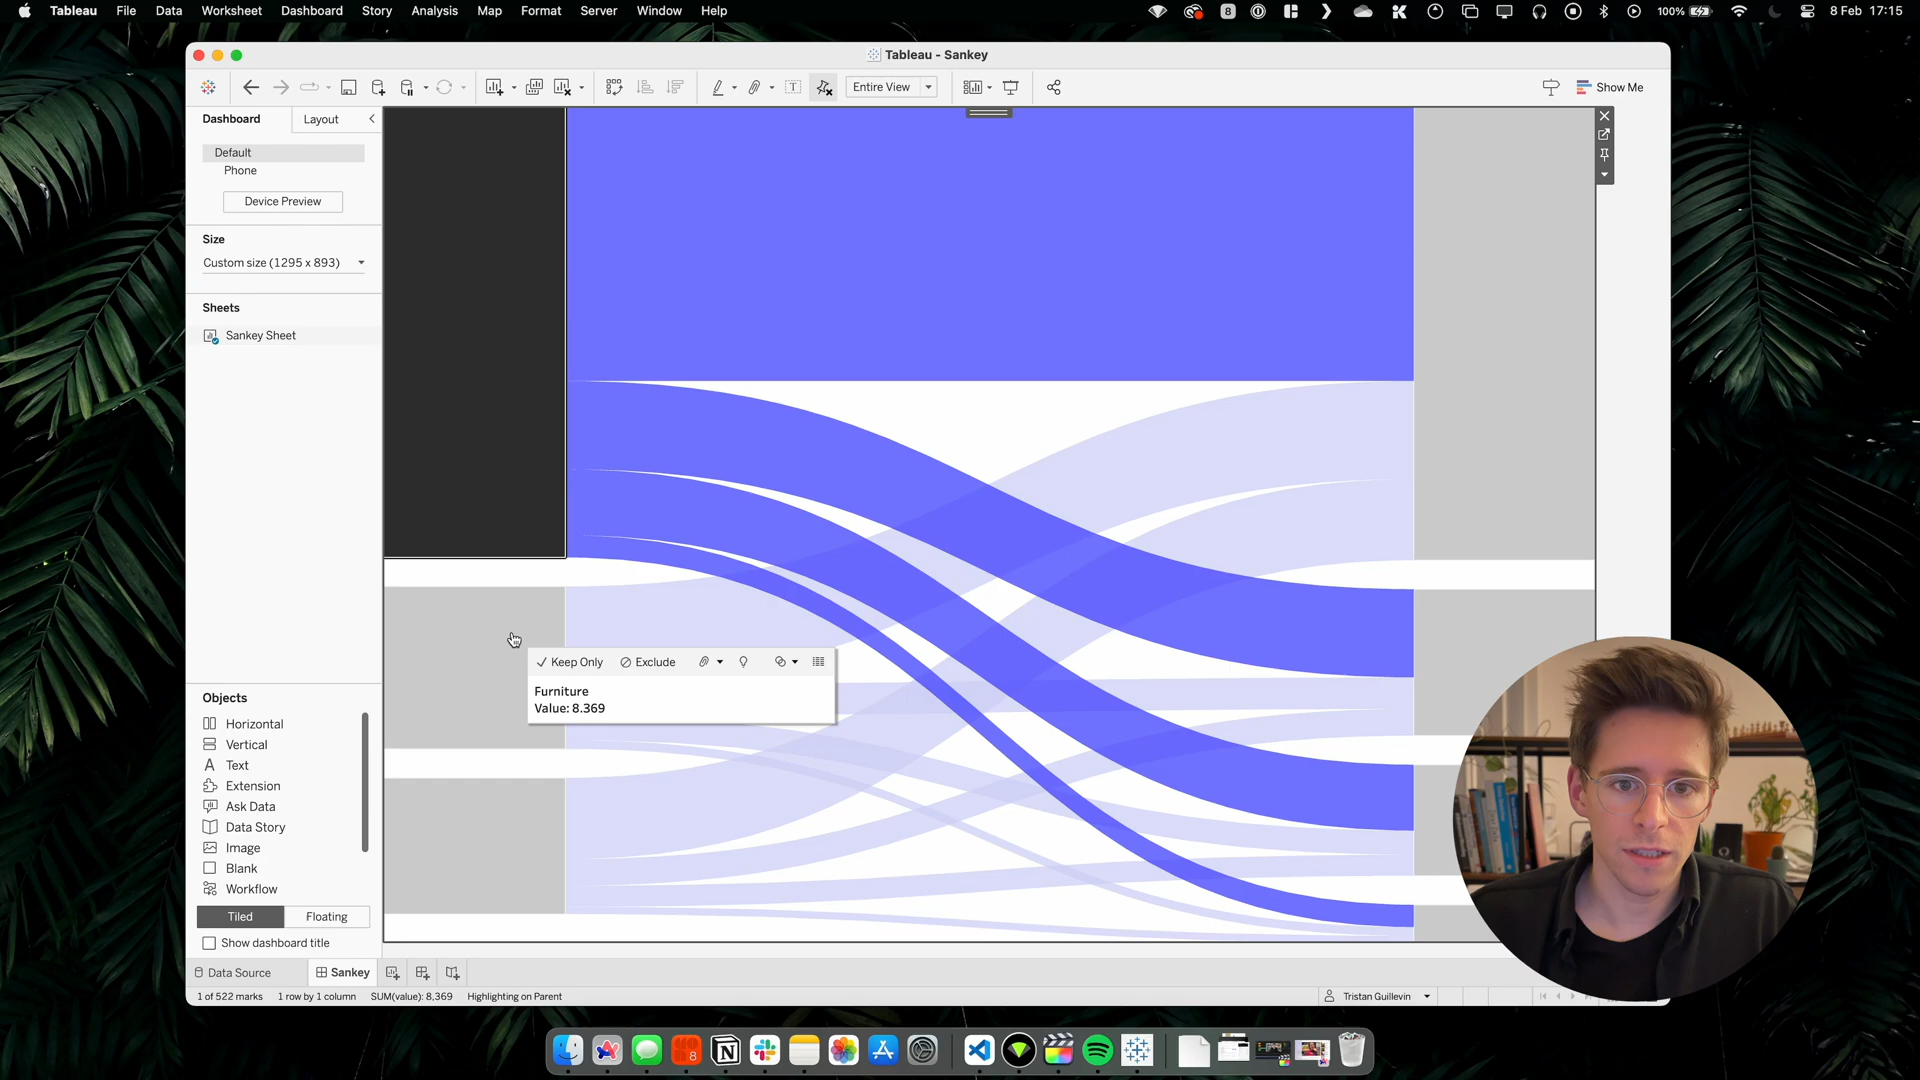 Tableau File Data Worksheet Dashboard Story Analysis Map Format Server Window Help
8
100%
8 Feb 17:15
Tableau - Sankey
Entire View
Show Me
Dashboard
Layout
Default
Phone
Device Preview
Size
Custom size (1295 x 893)
Sheets
Sankey Sheet
Keep Only
Exclude
Furniture
Value: 8.369
Objects
Horizontal
Vertical
Text
Extension
Ask Data
Data Story
Image
Blank
Workflow
Tiled
Floating
Show dashboard title
Data Source
Sankey
1 of 522 marks
1 row by 1 column
SUM(value): 8,369
Highlighting on Parent
Tristan Guillevin
8